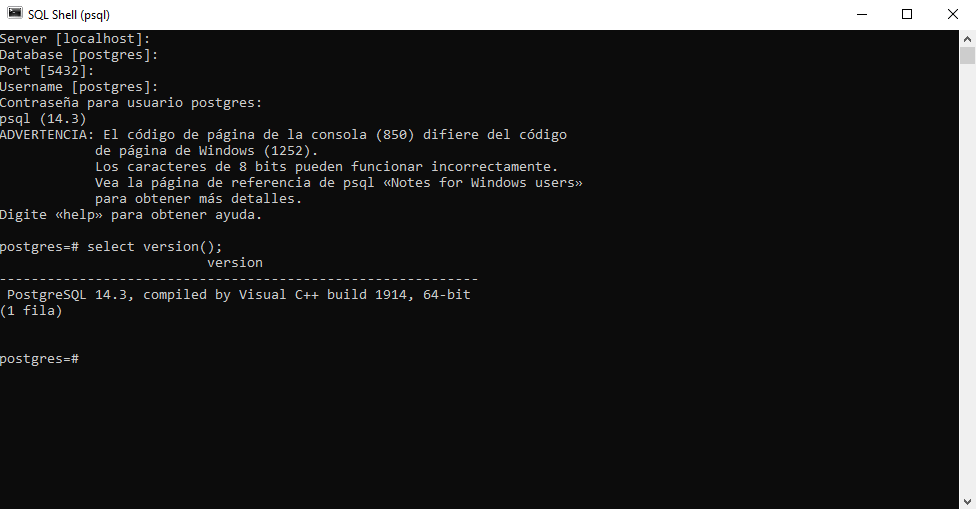 SQL Shell (psql)
Server [localhost]:
Database [postgres]:
Port [5432]:
Username [postgres]:
Contraseña para usuario postgres:
psql (14.3)
ADVERTENCIA: El código de página de la consola (850) difiere del código
            de página de Windows (1252).
            Los caracteres de 8 bits pueden funcionar incorrectamente.
            Vea la página de referencia de psql «Notes for Windows users»
            para obtener más detalles.
Digite «help» para obtener ayuda.
postgres=# select version();
                          version
------------------------------------------------------------
 PostgreSQL 14.3, compiled by Visual C++ build 1914, 64-bit
(1 fila)
postgres=#